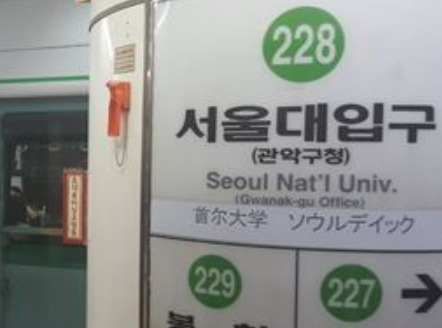 228
서울대입구
(관악구청)
Seoul Nat'l Univ.
(Gwanak-gu Office)
首尔大学 ソウルデイック
229
227